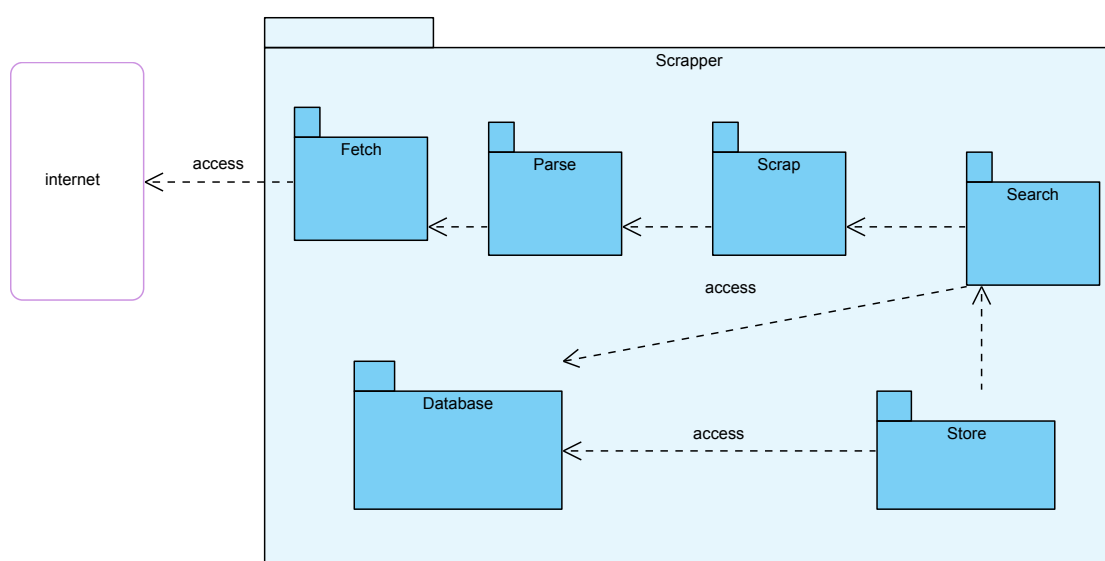 Scrapper
internet
access
Fetch
Parse
Scrap
Search
access
Database
access
Store